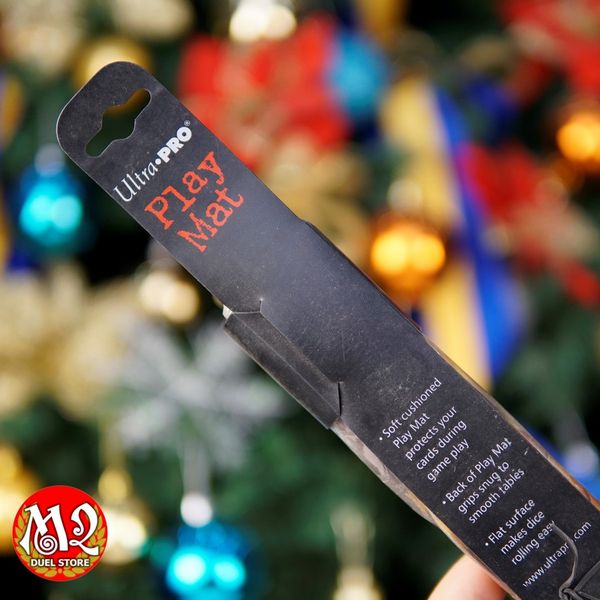 Ultra•PRO®
Play
Mat
• Soft cushioned
Play Mat
protects your
cards during
game play
• Back of Play Mat
grips snug to
smooth tables
• Flat surface
makes dice
rolling easy
www.ultrapro.com
M2
DUEL STORE